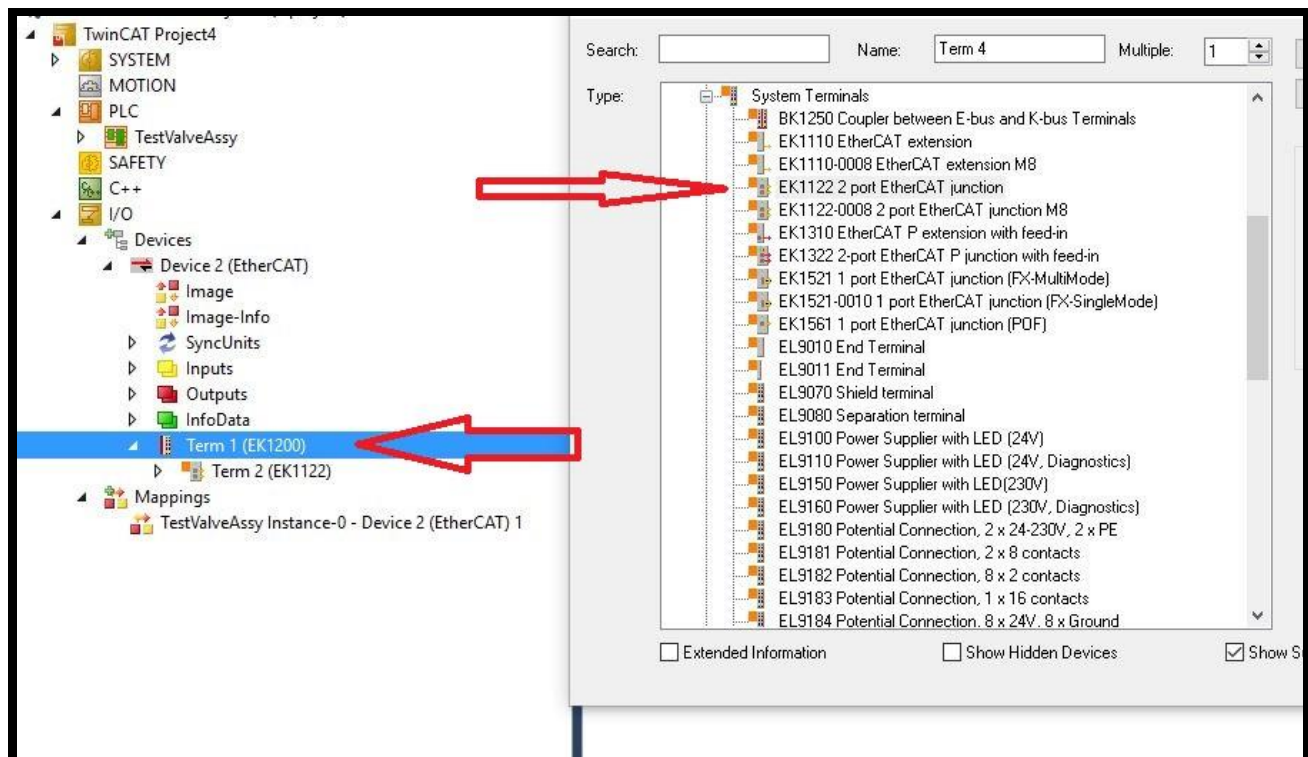 TwinCAT Project4
SYSTEM
MOTION
PLC
TestValveAssy
SAFETY
C++
I/O
Devices
Device 2 (EtherCAT)
Image
Image-Info
SyncUnits
Inputs
Outputs
InfoData
Term 1 (EK1200)
Term 2 (EK1122)
Mappings
TestValveAssy Instance-0 - Device 2 (EtherCAT) 1
Search: Name: Term 4 Multiple: 1
Type:
System Terminals
BK1250 Coupler between E-bus and K-bus Terminals
EK1110 EtherCAT extension
EK1110-0008 EtherCAT extension M8
EK1122 2 port EtherCAT junction
EK1122-0008 2 port EtherCAT junction M8
EK1310 EtherCAT P extension with feed-in
EK1322 2-port EtherCAT P junction with feed-in
EK1521 1 port EtherCAT junction (FX-MultiMode)
EK1521-0010 1 port EtherCAT junction (FX-SingleMode)
EK1561 1 port EtherCAT junction (POF)
EL9010 End Terminal
EL9011 End Terminal
EL9070 Shield terminal
EL9080 Separation terminal
EL9100 Power Supplier with LED (24V)
EL9110 Power Supplier with LED (24V, Diagnostics)
EL9150 Power Supplier with LED(230V)
EL9160 Power Supplier with LED (230V, Diagnostics)
EL9180 Potential Connection, 2 x 24-230V, 2 x PE
EL9181 Potential Connection, 2 x 8 contacts
EL9182 Potential Connection, 8 x 2 contacts
EL9183 Potential Connection, 1 x 16 contacts
EL9184 Potential Connection, 8 x 24V, 8 x Ground
Extended Information Show Hidden Devices Show